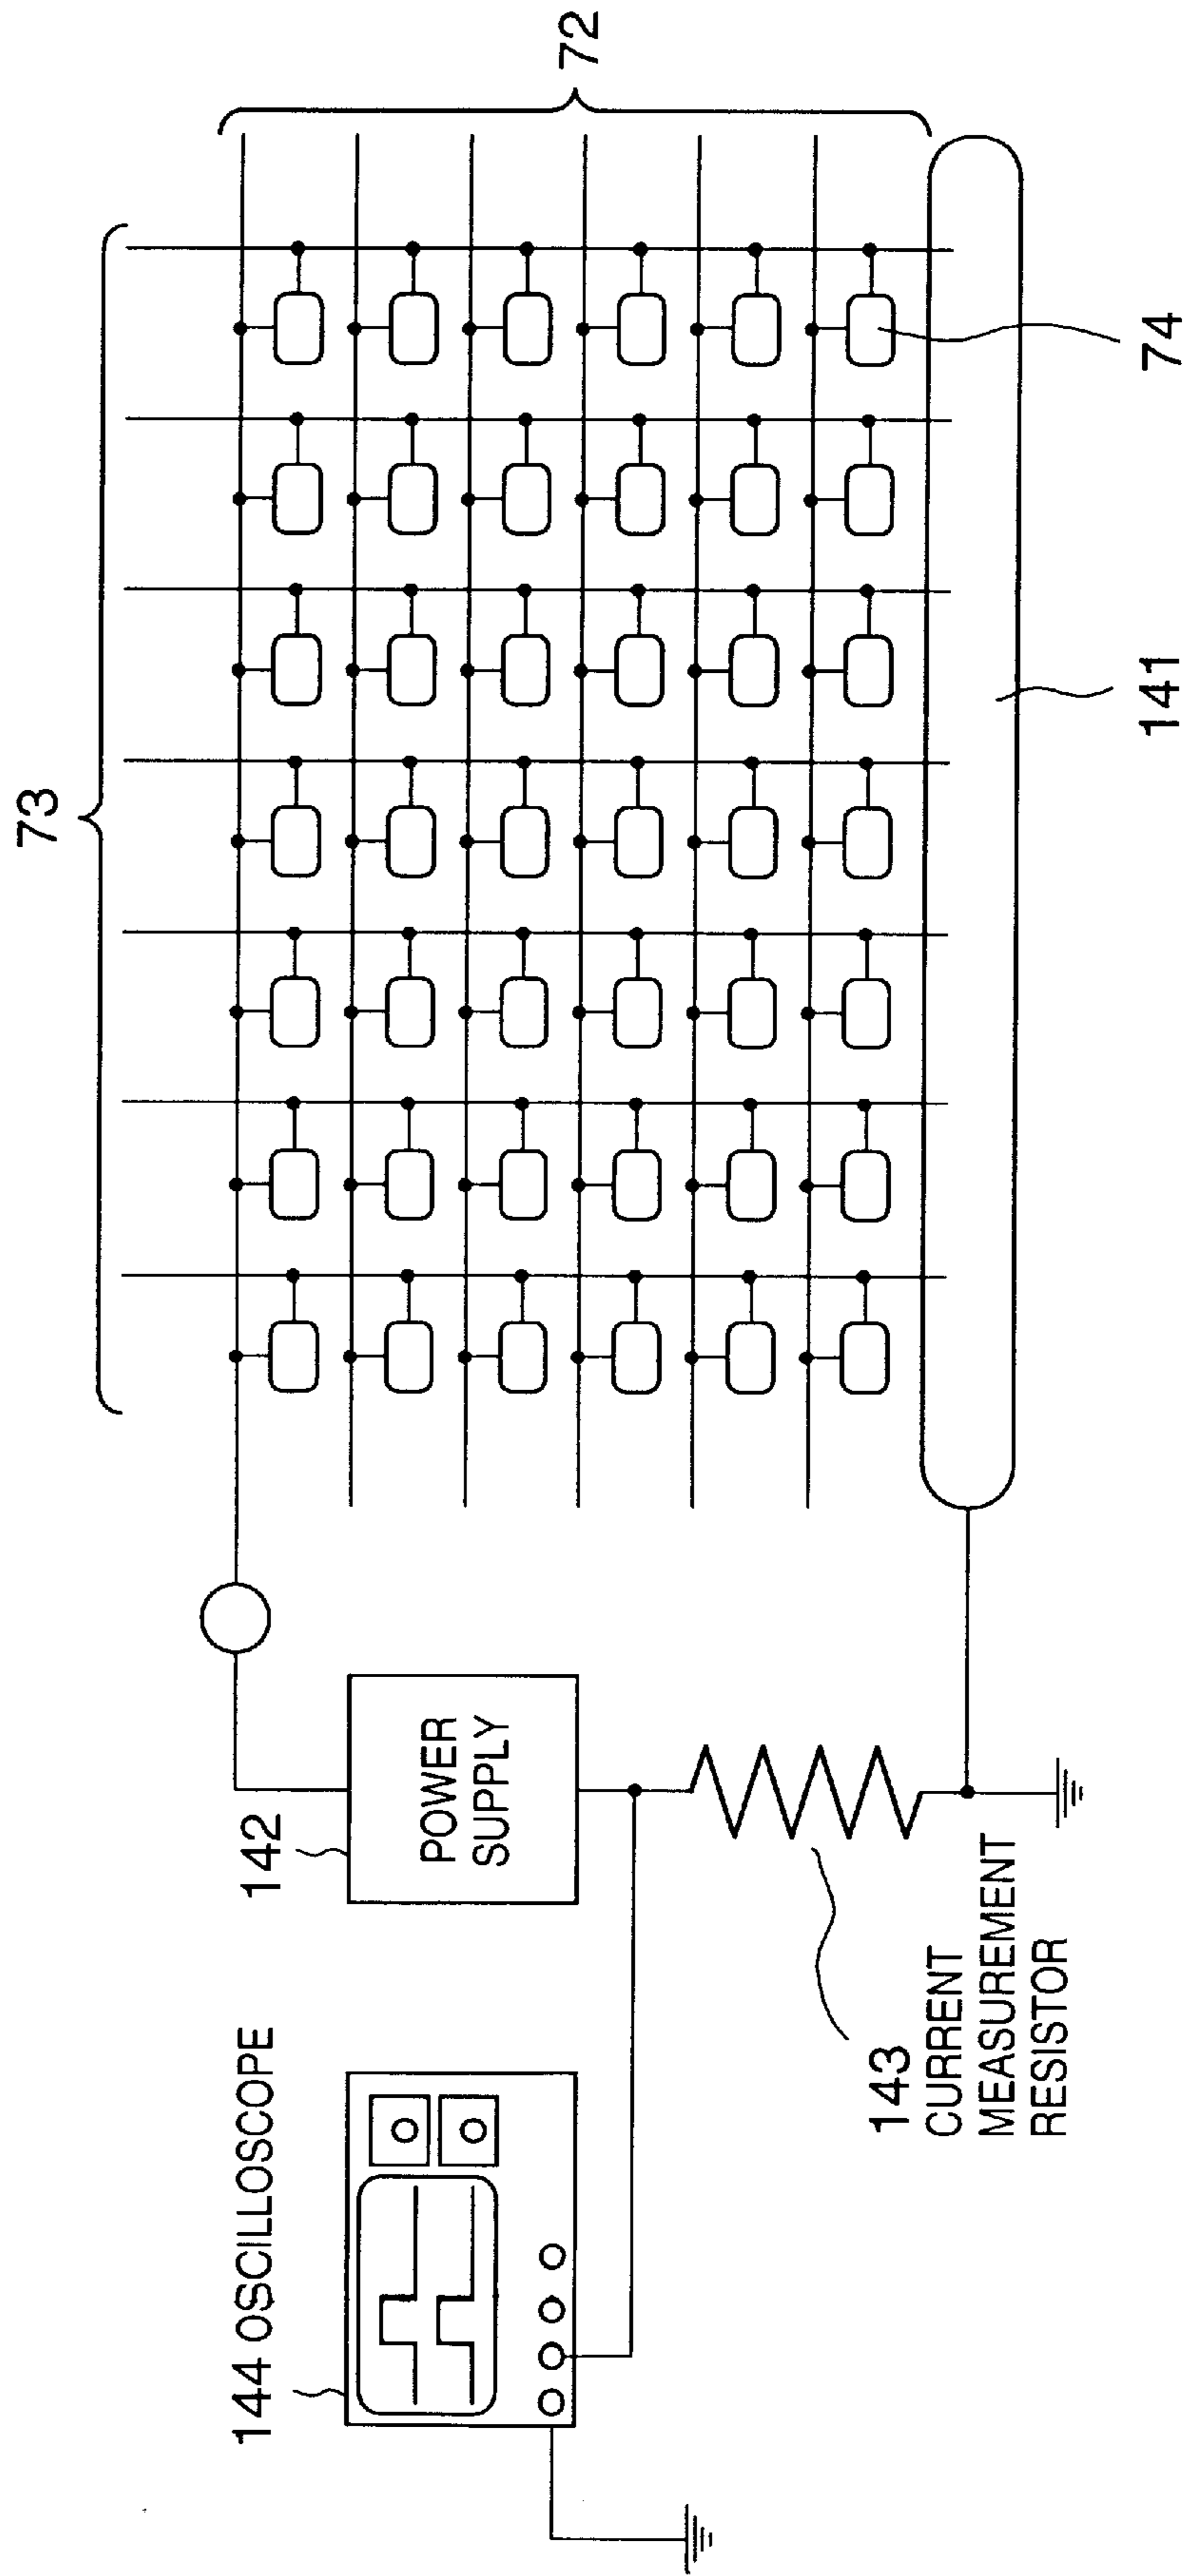 73
72
144 OSCILLOSCOPE
142
POWER
SUPPLY
143
CURRENT
MEASUREMENT
RESISTOR
141
74